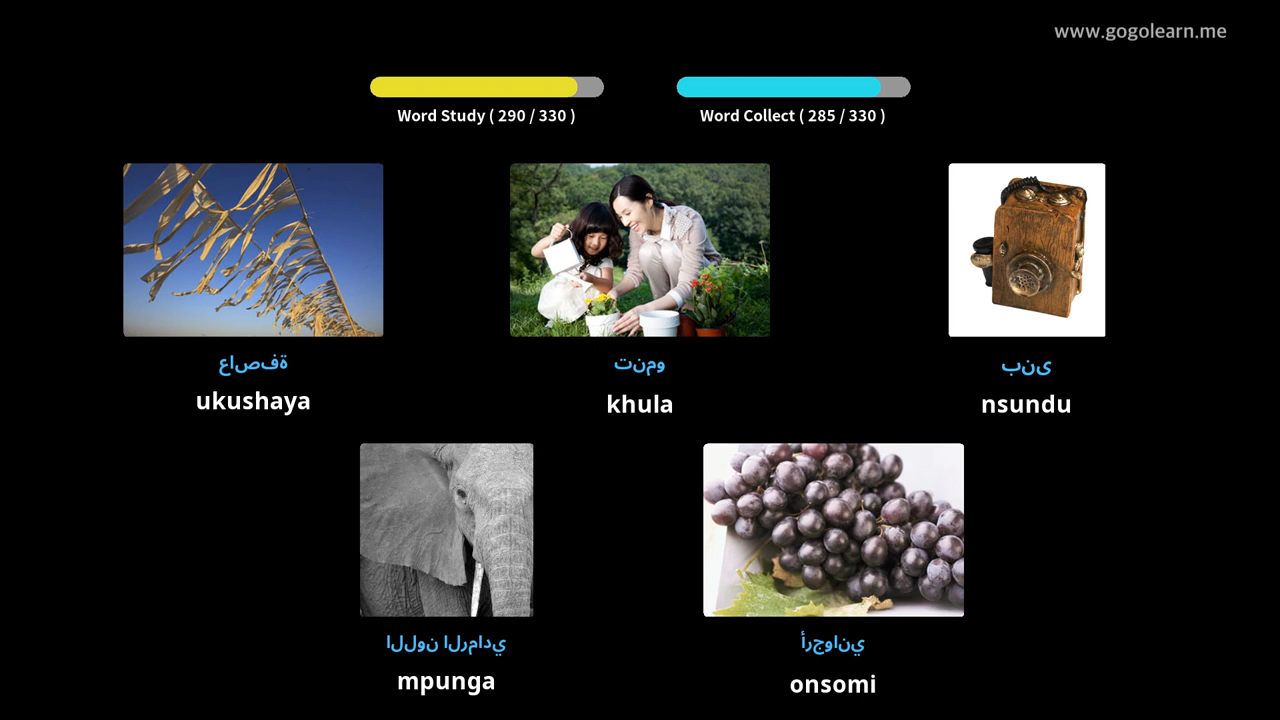 www.gogolearn.me
Word Study ( 290 / 330 )
Word Collect ( 285 / 330 )
عاصفة
ukushaya
تنمو
khula
بنى
nsundu
اللون الرمادي
mpunga
أرجواني
onsomi